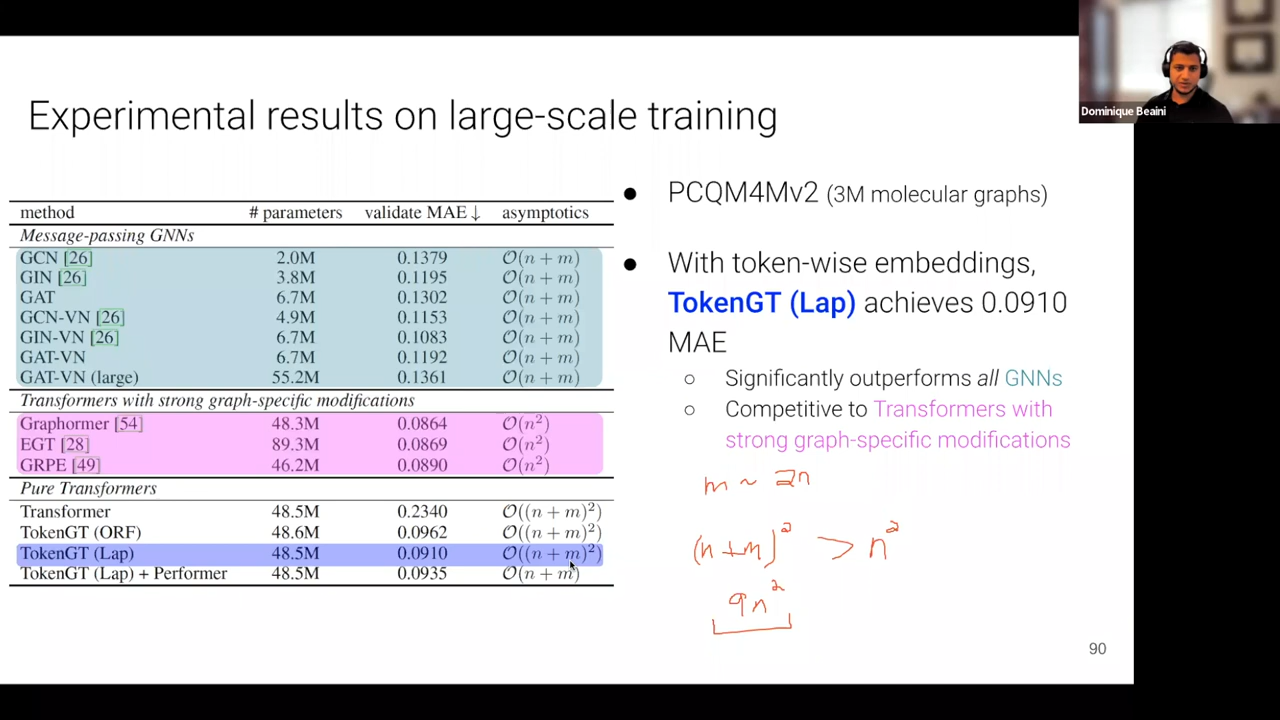 Dominique Beaini
Experimental results on large-scale training
method # parameters validate MAE ↓ asymptotics
Message-passing GNNs
GCN [26] 2.0M 0.1379 O(n + m)
GIN [26] 3.8M 0.1195 O(n + m)
GAT 6.7M 0.1302 O(n + m)
GCN-VN [26] 4.9M 0.1153 O(n + m)
GIN-VN [26] 6.7M 0.1083 O(n + m)
GAT-VN 6.7M 0.1192 O(n + m)
GAT-VN (large) 55.2M 0.1361 O(n + m)
Transformers with strong graph-specific modifications
Graphormer [54] 48.3M 0.0864 O(n²)
EGT [28] 89.3M 0.0869 O(n²)
GRPE [49] 46.2M 0.0890 O(n²)
Pure Transformers
Transformer 48.5M 0.2340 O((n + m)²)
TokenGT (ORF) 48.6M 0.0962 O((n + m)²)
TokenGT (Lap) 48.5M 0.0910 O((n + m)²)
TokenGT (Lap) + Performer 48.5M 0.0935 O(n + m)
● PCQM4Mv2 (3M molecular graphs)
● With token-wise embeddings,
TokenGT (Lap) achieves 0.0910
MAE
○ Significantly outperforms all GNNs
○ Competitive to Transformers with
strong graph-specific modifications
m ~ 2n
(n+m)² > n²
9n²
90